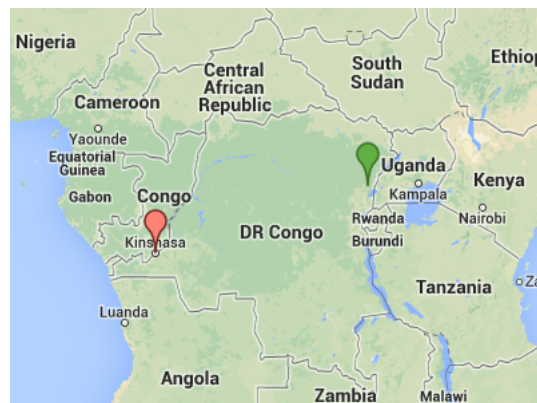 Nigeria
Ethiop
South
Sudan
Central
African
Republic
Cameroon
Yaounde
Equatorial
Guinea
Uganda
Kampala
Kenya
Gabon
Congo
Nairobi
Rwanda
DR Congo
Burundi
Kinshasa
Tanzania
Za
Luanda
Angola
Zambia
Malawi